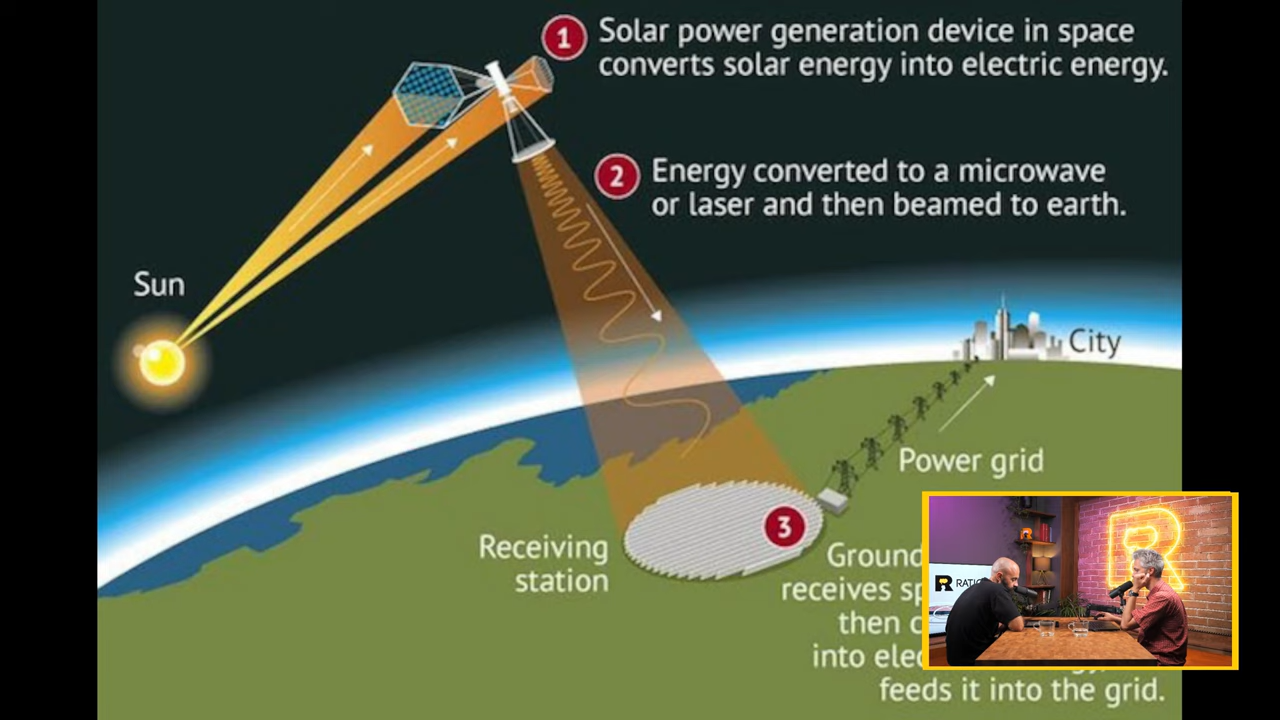 1 Solar power generation device in space
converts solar energy into electric energy.
2 Energy converted to a microwave
or laser and then beamed to earth.
Sun
City
Power grid
Receiving
station
3
Ground
receives
then
into
feeds it into the grid.
R
R RATIO